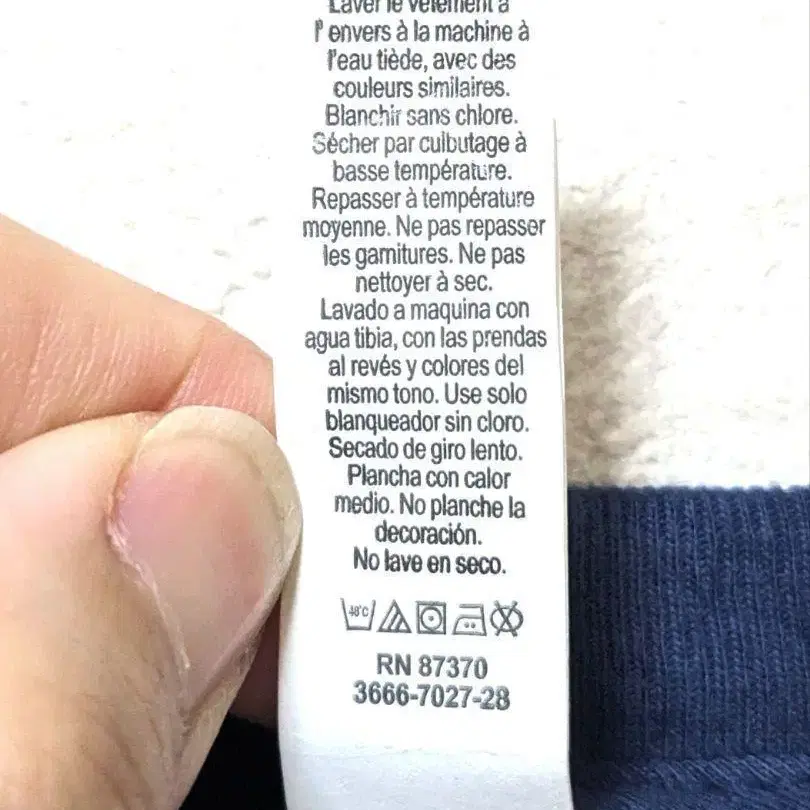 Laver le vêtement à
l'envers à la machine à
l'eau tiède, avec des
couleurs similaires.
Blanchir sans chlore.
Sécher par culbutage à
basse température.
Repasser à température
moyenne. Ne pas repasser
les garnitures. Ne pas
nettoyer à sec.
Lavado a maquina con
agua tibia, con las prendas
al revés y colores del
mismo tono. Use solo
blanqueador sin cloro.
Secado de giro lento.
Plancha con calor
medio. No planche la
decoración.
No lave en seco.
40°C
RN 87370
3666-7027-28